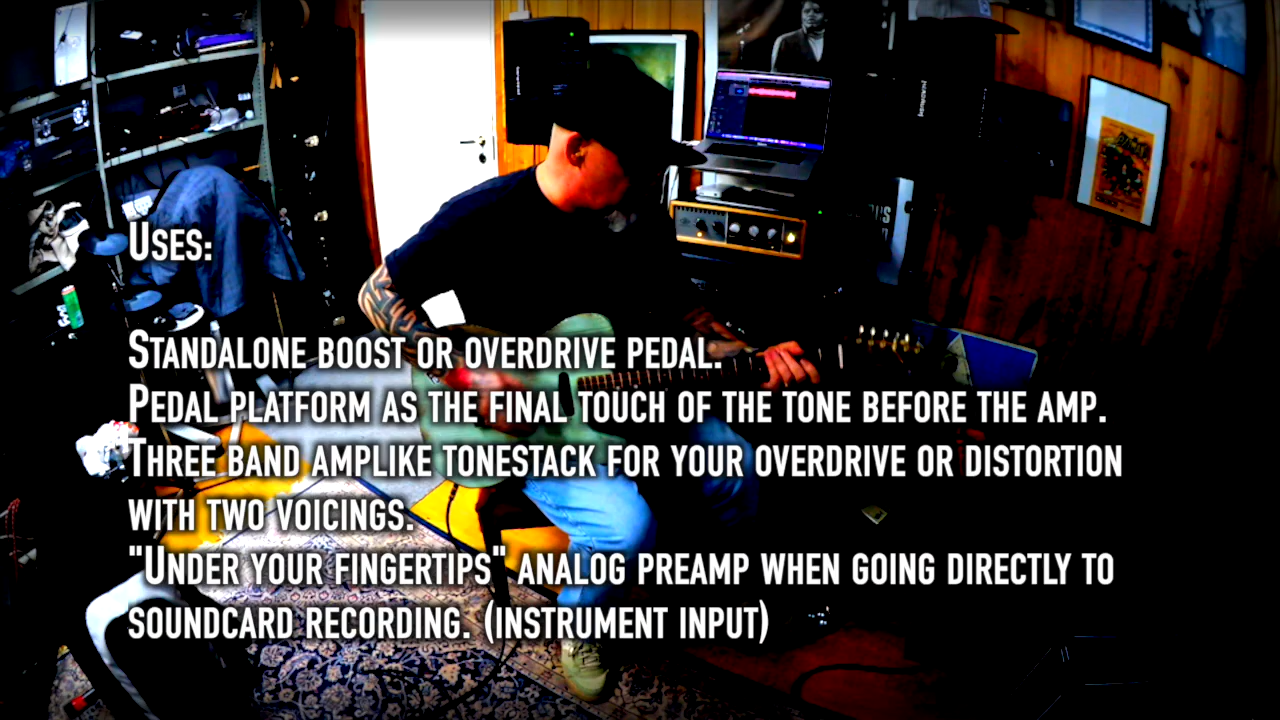 Uses:
Standalone boost or overdrive pedal.
Pedal platform as the final touch of the tone before the amp.
Three band amplike tonestack for your overdrive or distortion
with two voicings.
"Under your fingertips" analog preamp when going directly to
soundcard recording. (instrument input)